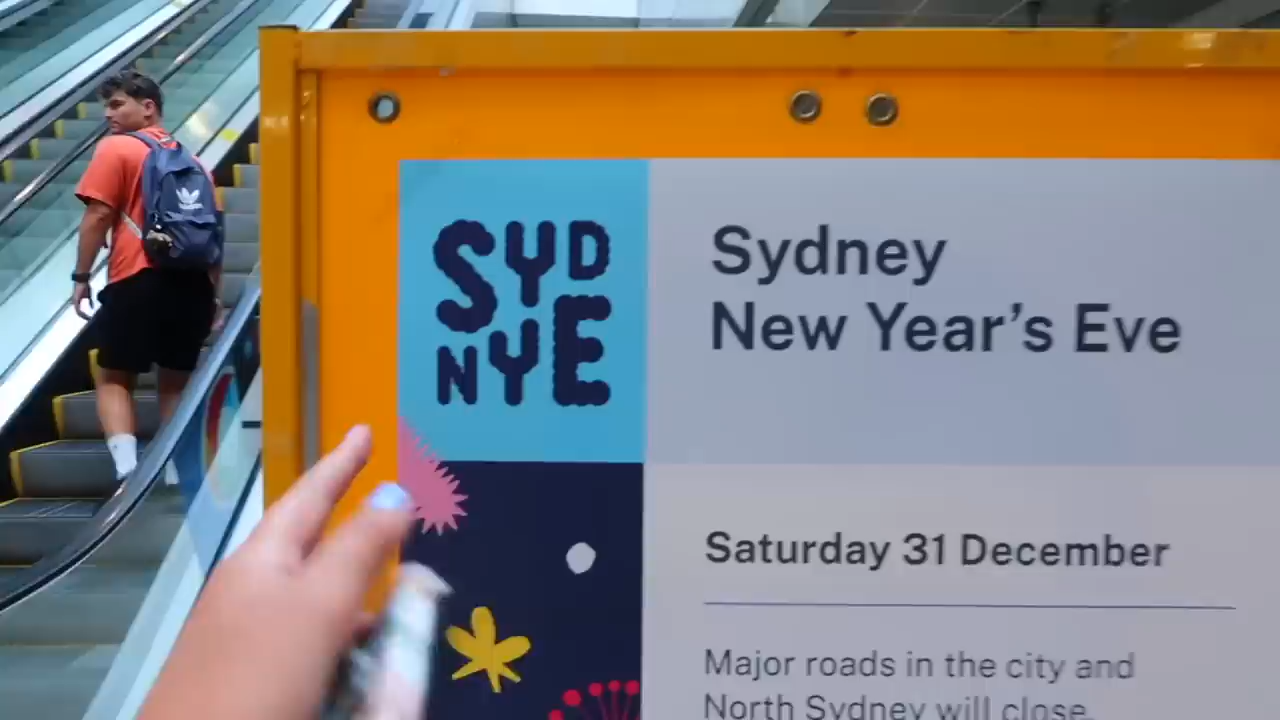 SYD
NYE
Sydney
New Year's Eve
Saturday 31 December
Major roads in the city and
North Sydney will close.